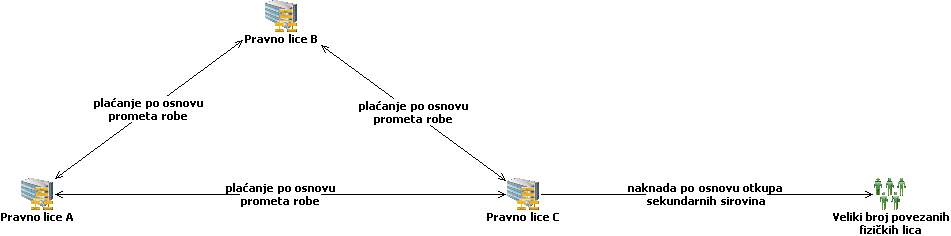 Pravno lice B
plaćanje po osnovu
prometa robe
plaćanje po osnovu
prometa robe
plaćanje po osnovu
prometa robe
naknada po osnovu otkupa
sekundarnih sirovina
Pravno lice A
Pravno lice C
Veliki broj povezanih
fizičkih lica